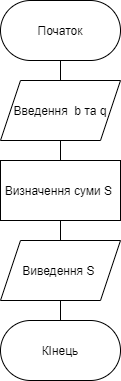 Початок
Введення b та q
Визначення суми S
Виведення S
КІнець